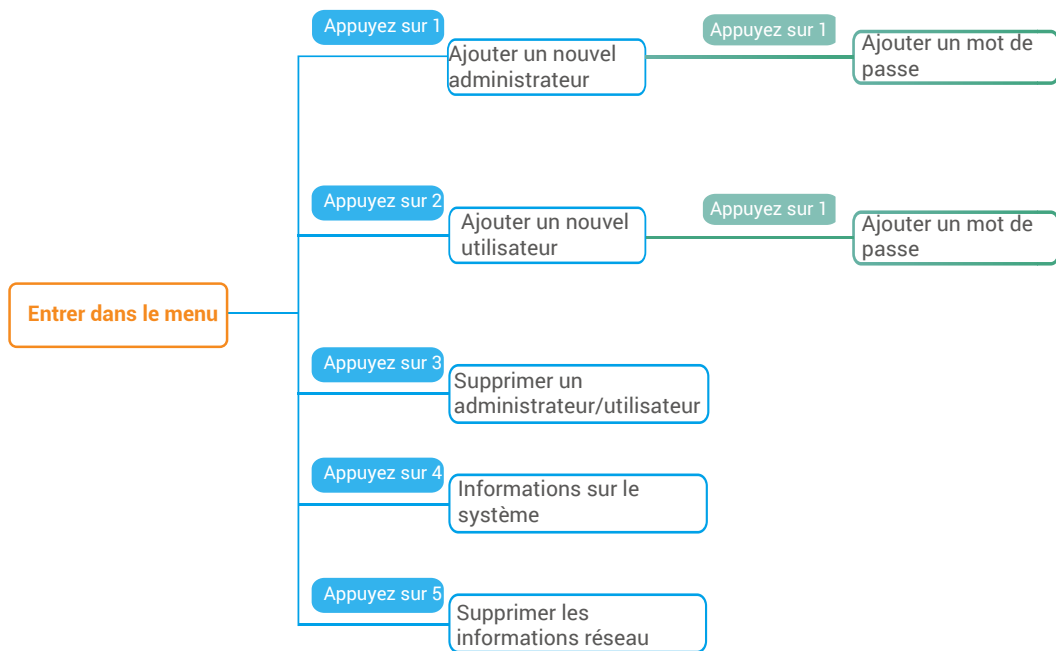 Appuyez sur 1
Ajouter un nouvel
administrateur
Appuyez sur 1
Ajouter un mot de
passe
Appuyez sur 2
Ajouter un nouvel
utilisateur
Appuyez sur 1
Ajouter un mot de
passe
Entrer dans le menu
Appuyez sur 3
Supprimer un
administrateur/utilisateur
Appuyez sur 4
Informations sur le
système
Appuyez sur 5
Supprimer les
informations réseau